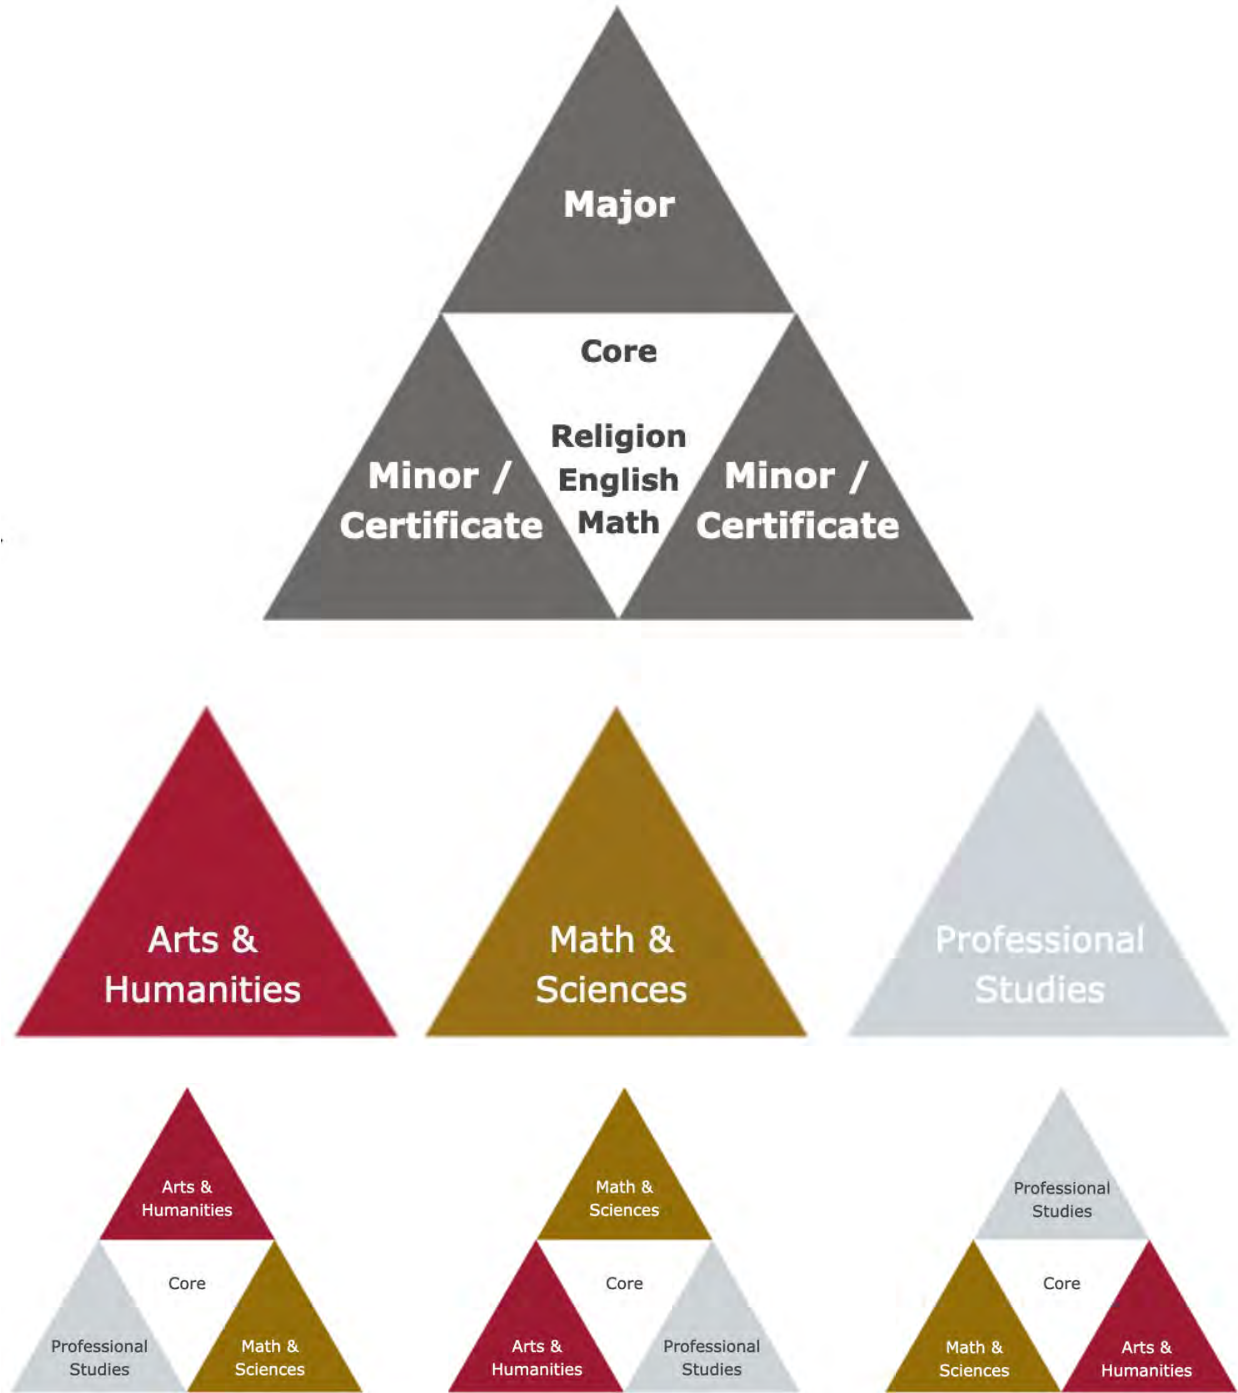 Major
Core
Religion
English
Math
Minor /
Certificate
Minor /
Certificate
Arts &
Humanities
Math &
Sciences
Professional
Studies
Arts &
Humanities
Core
Professional
Studies
Math &
Sciences
Math &
Sciences
Core
Arts &
Humanities
Professional
Studies
Professional
Studies
Core
Math &
Sciences
Arts &
Humanities